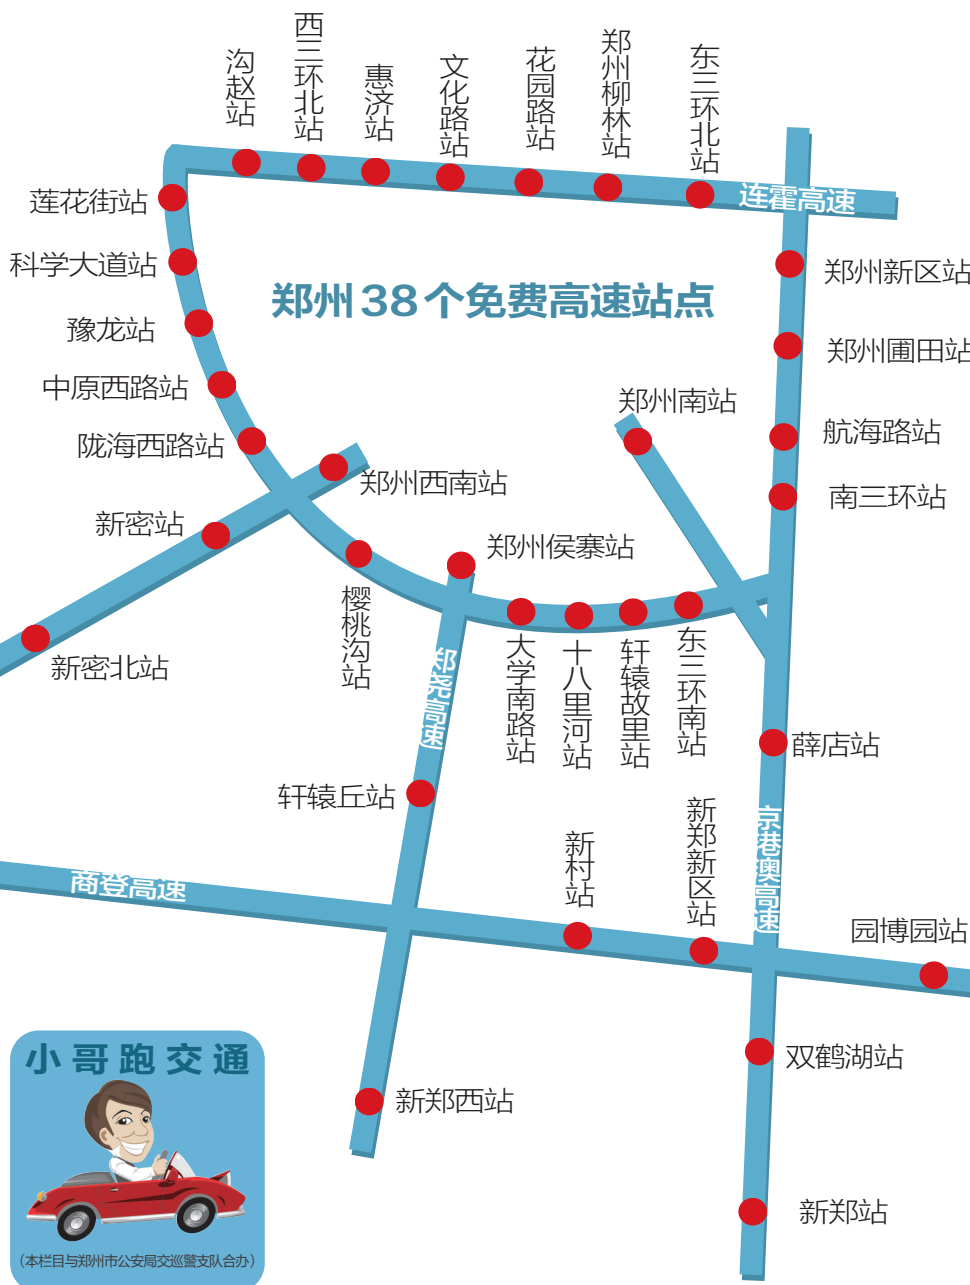 沟赵站
西三环北站
惠济站
文化路站
花园路站
郑州柳林站
东三环北站
连霍高速
莲花街站
科学大道站
豫龙站
中原西路站
陇海西路站
郑州38个免费高速站点
郑州新区站
郑州圃田站
航海路站
南三环站
郑州南站
郑州西南站
新密站
新密北站
郑州侯寨站
樱桃沟站
郑尧高速
大学南路站
十八里河站
轩辕故里站
东三环南站
薛店站
轩辕丘站
京港澳高速
商登高速
新村站
新郑新区站
园博园站
双鹤湖站
新郑西站
新郑站
小哥跑交通
（本栏目与郑州市公安局交巡警支队合办）